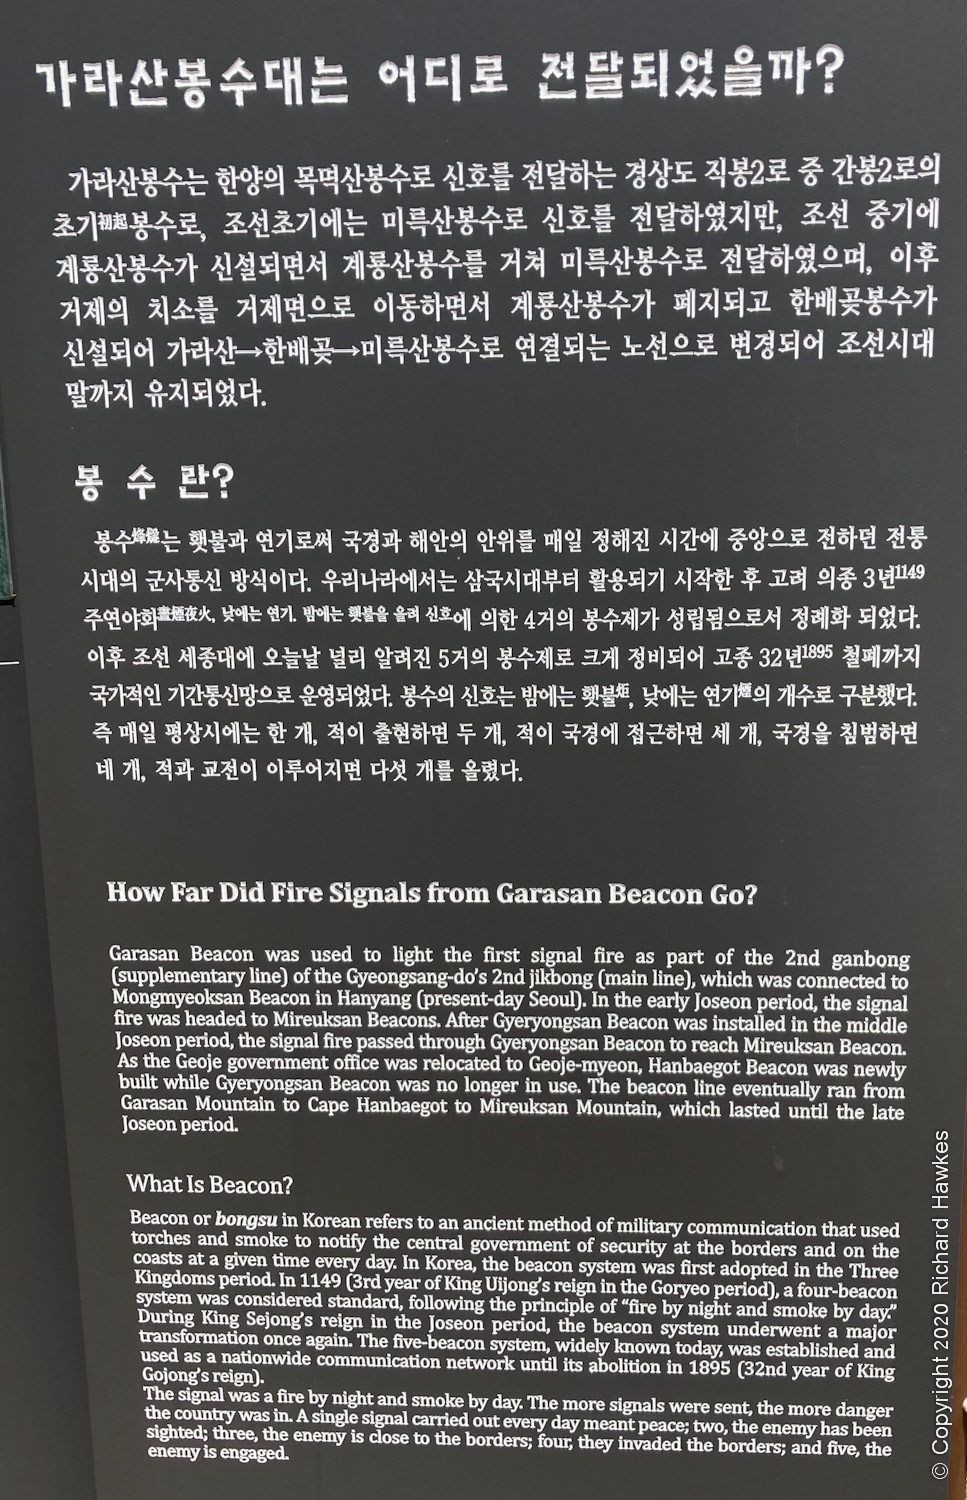 가라산봉수대는 어디로 전달되었을까?
가라산봉수는 한양의 목멱산봉수로 신호를 전달하는 경상도 직봉2로 중 간봉2로의
초기初起봉수로, 조선초기에는 미륵산봉수로 신호를 전달하였지만, 조선 중기에
계룡산봉수가 신설되면서 계룡산봉수를 거쳐 미륵산봉수로 전달하였으며, 이후
거제의 치소를 거제면으로 이동하면서 계룡산봉수가 폐지되고 한배곶봉수가
신설되어 가라산→한배곶→미륵산봉수로 연결되는 노선으로 변경되어 조선시대
말까지 유지되었다.
봉 수 란?
봉수烽燧는 횃불과 연기로써 국경과 해안의 안위를 매일 정해진 시간에 중앙으로 전하던 전통
시대의 군사통신 방식이다. 우리나라에서는 삼국시대부터 활용되기 시작한 후 고려 의종 3년1149
주연야화晝煙夜火, 낮에는 연기. 밤에는 횃불을 올려 신호에 의한 4거의 봉수제가 성립됨으로서 정례화 되었다.
이후 조선 세종대에 오늘날 널리 알려진 5거의 봉수제로 크게 정비되어 고종 32년1895 철폐까지
국가적인 기간통신망으로 운영되었다. 봉수의 신호는 밤에는 횃불炬, 낮에는 연기煙의 개수로 구분했다.
즉 매일 평상시에는 한 개, 적이 출현하면 두 개, 적이 국경에 접근하면 세 개, 국경을 침범하면
네 개, 적과 교전이 이루어지면 다섯 개를 올렸다.
How Far Did Fire Signals from Garasan Beacon Go?
Garasan Beacon was used to light the first signal fire as part of the 2nd ganbong
(supplementary line) of the Gyeongsang-do's 2nd jikbong (main line), which was connected to
Mongmyeoksan Beacon in Hanyang (present-day Seoul). In the early Joseon period, the signal
fire was headed to Mireuksan Beacons. After Gyeryongsan Beacon was installed in the middle
Joseon period, the signal fire passed through Gyeryongsan Beacon to reach Mireuksan Beacon.
As the Geoje government office was relocated to Geoje-myeon, Hanbaegot Beacon was newly
built while Gyeryongsan Beacon was no longer in use. The beacon line eventually ran from
Garasan Mountain to Cape Hanbaegot to Mireuksan Mountain, which lasted until the late
Joseon period.
What Is Beacon?
Beacon or bongsu in Korean refers to an ancient method of military communication that used
torches and smoke to notify the central government of security at the borders and on the
coasts at a given time every day. In Korea, the beacon system was first adopted in the Three
Kingdoms period. In 1149 (3rd year of King Uijong's reign in the Goryeo period), a four-beacon
system was considered standard, following the principle of "fire by night and smoke by day."
During King Sejong's reign in the Joseon period, the beacon system underwent a major
transformation once again. The five-beacon system, widely known today, was established and
used as a nationwide communication network until its abolition in 1895 (32nd year of King
Gojong's reign).
The signal was a fire by night and smoke by day. The more signals were sent, the more danger
the country was in. A single signal carried out every day meant peace; two, the enemy has been
sighted; three, the enemy is close to the borders; four, they invaded the borders; and five, the
enemy is engaged.
© Copyright 2020 Richard Hawkes